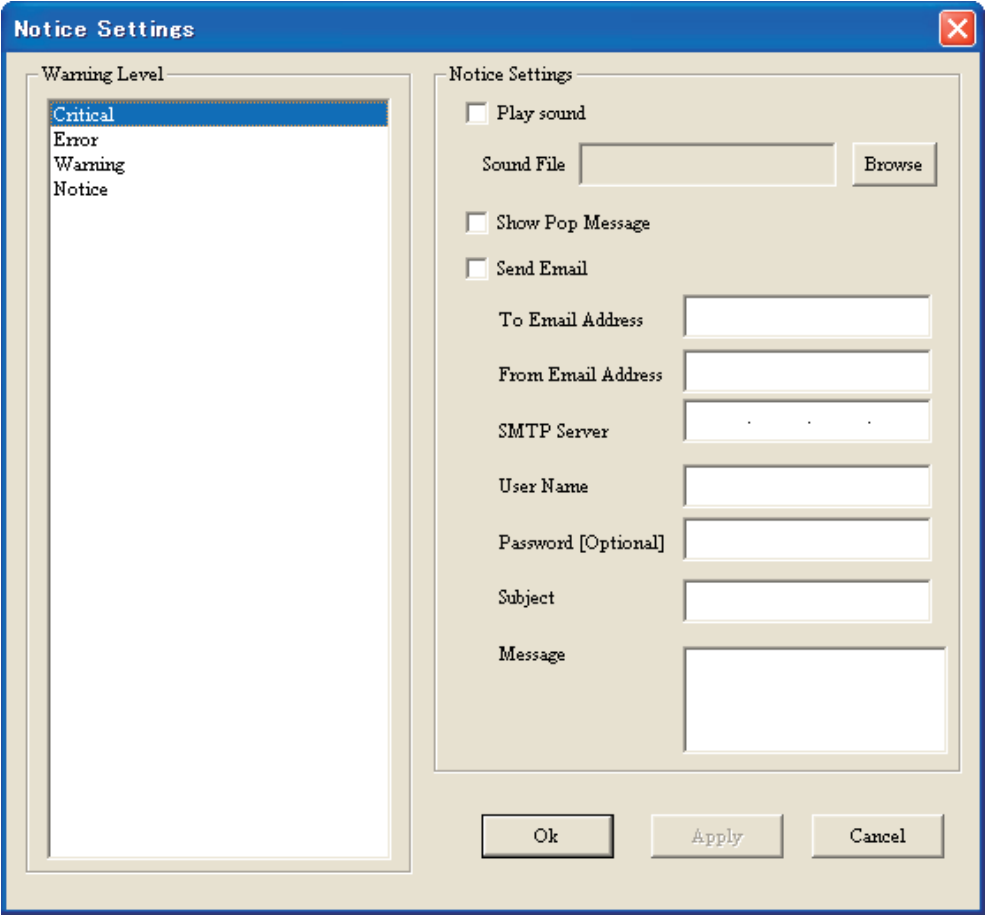 Notice Settings
Warning Level
Critical
Error
Warning
Notice
Notice Settings
Play sound
Sound File
Browse
Show Pop Message
Send Email
To Email Address
From Email Address
SMTP Server
. . .
User Name
Password [Optional]
Subject
Message
Ok
Apply
Cancel